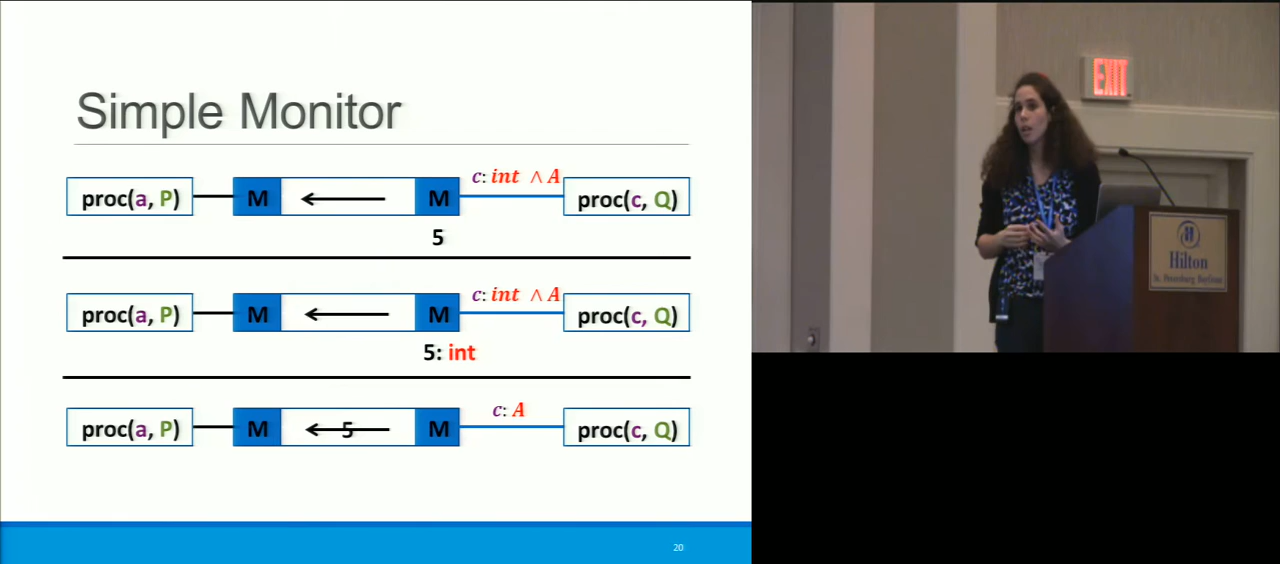 Simple Monitor
c: int ∧ A
proc(a, P) M M proc(c, Q)
5
c: int ∧ A
proc(a, P) M M proc(c, Q)
5: int
c: A
proc(a, P) M 5 M proc(c, Q)
20
EXIT
Hilton